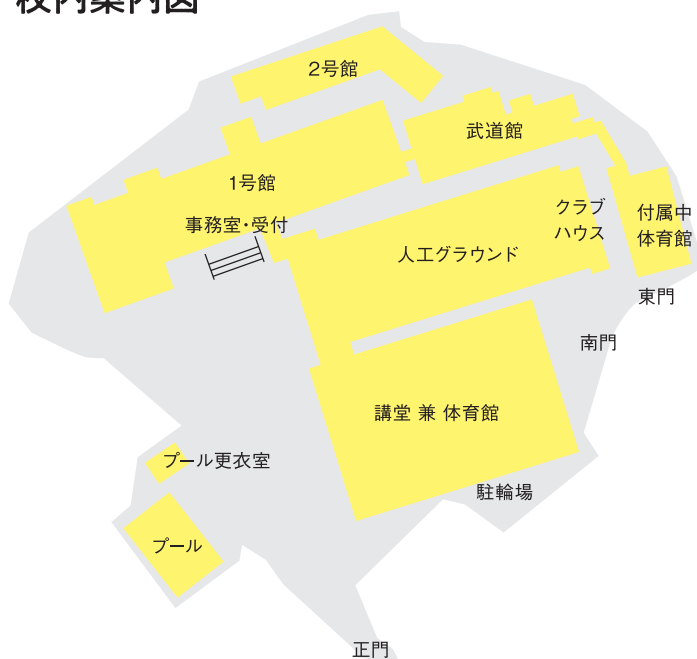 校内案内図
2号館
武道館
1号館
事務室・受付
クラブ
ハウス
付属中
体育館
人工グラウンド
東門
南門
講堂 兼 体育館
プール更衣室
駐輪場
プール
正門